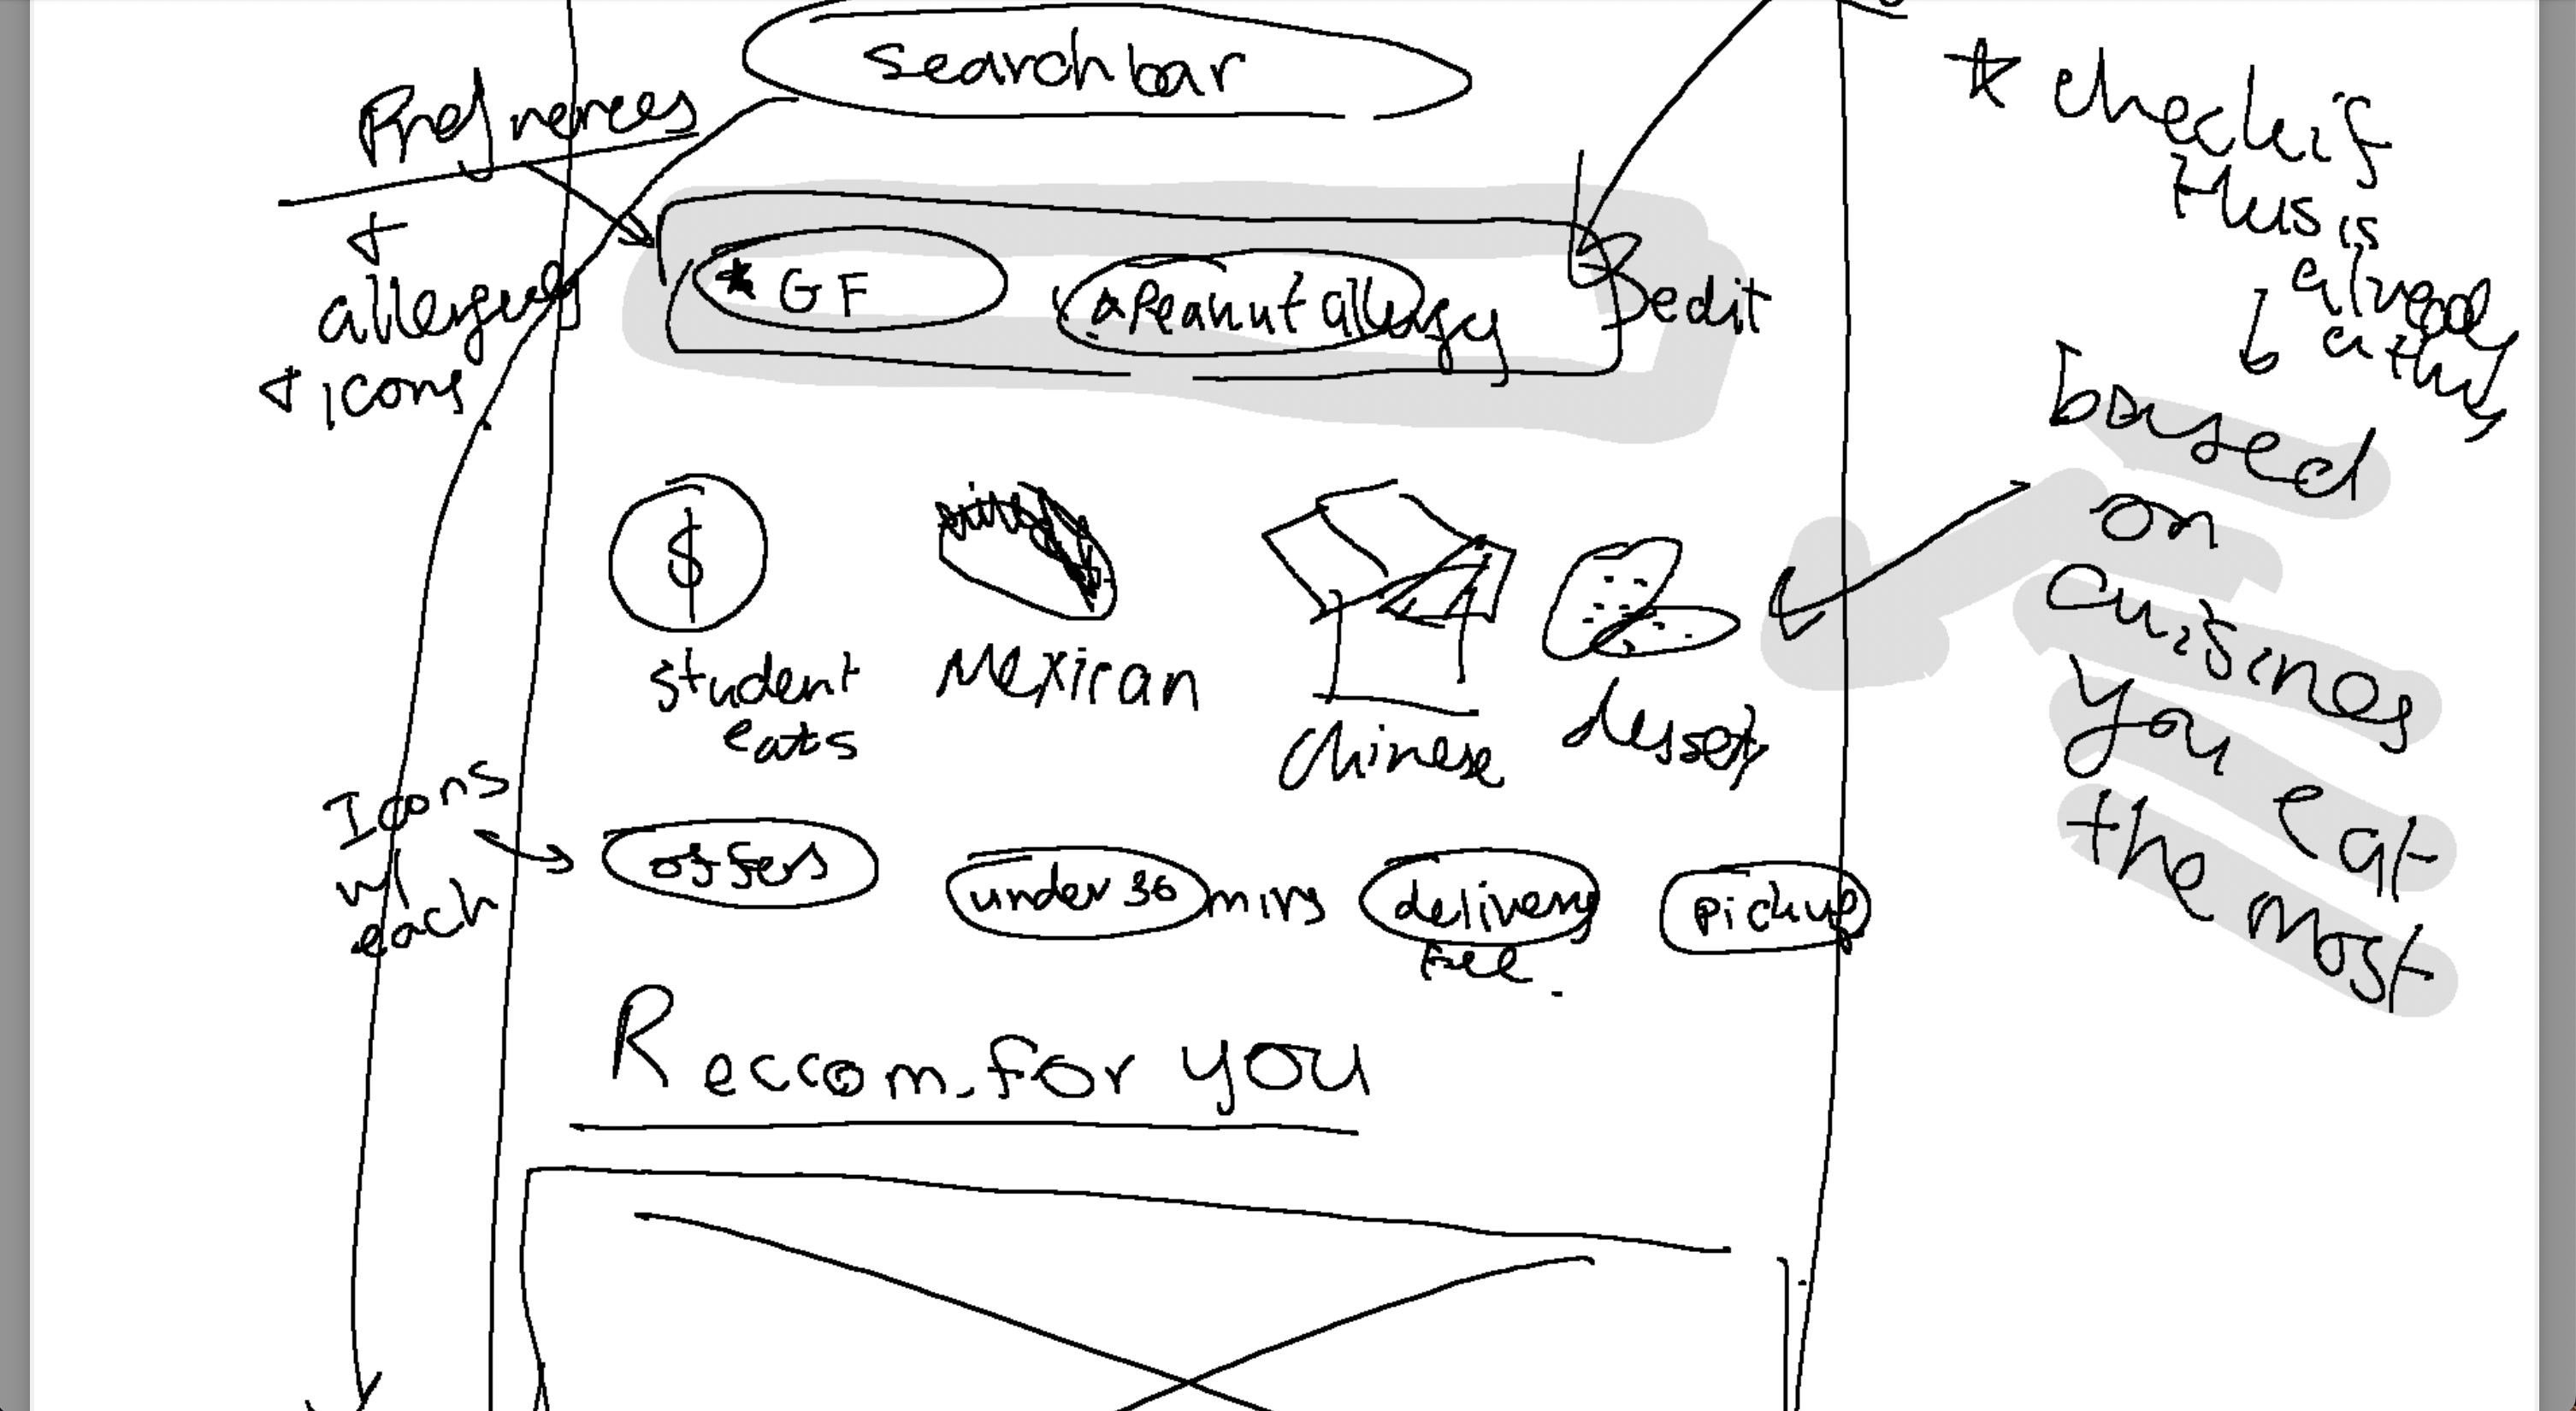 Searchbar
Prefnerces
+
allergies
+ icons
* GF
* Peanut allergy
edit
* check if
this is
already
a thing
based
on
cuisines
you eat
the most
$
student
eats
Mexican
Chinese
dessert
Icons
w/
each
offers
under 30 mins
delivery
fee.
pickup
Reccom. for you